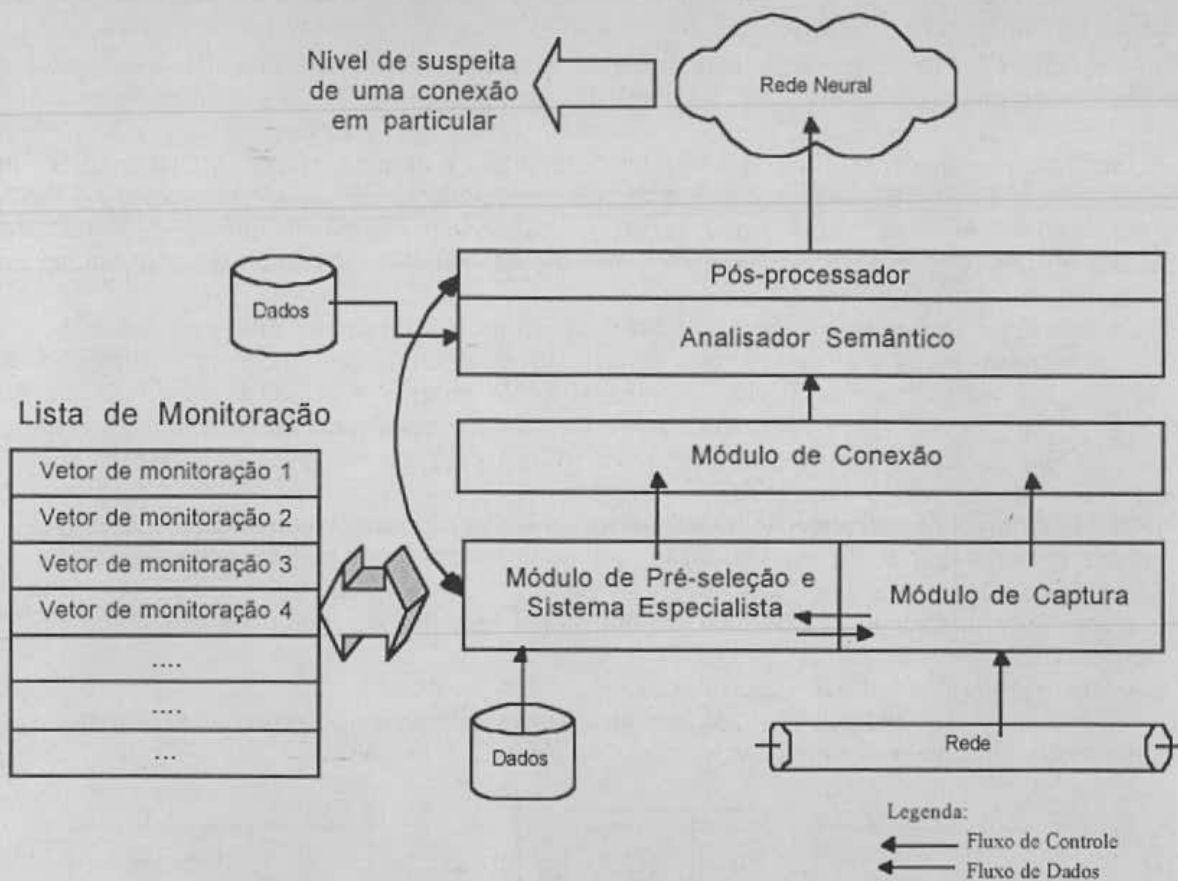 Nivel de suspeita
de uma conexão
em particular
Rede Neural
Dados
Pós-processador
Analisador Semântico
Lista de Monitoração
Vetor de monitoração 1
Vetor de monitoração 2
Vetor de monitoração 3
Vetor de monitoração 4
....
....
...
Módulo de Conexão
Módulo de Pré-seleção e
Sistema Especialista
Módulo de Captura
Dados
Rede
Legenda:
Fluxo de Controle
Fluxo de Dados